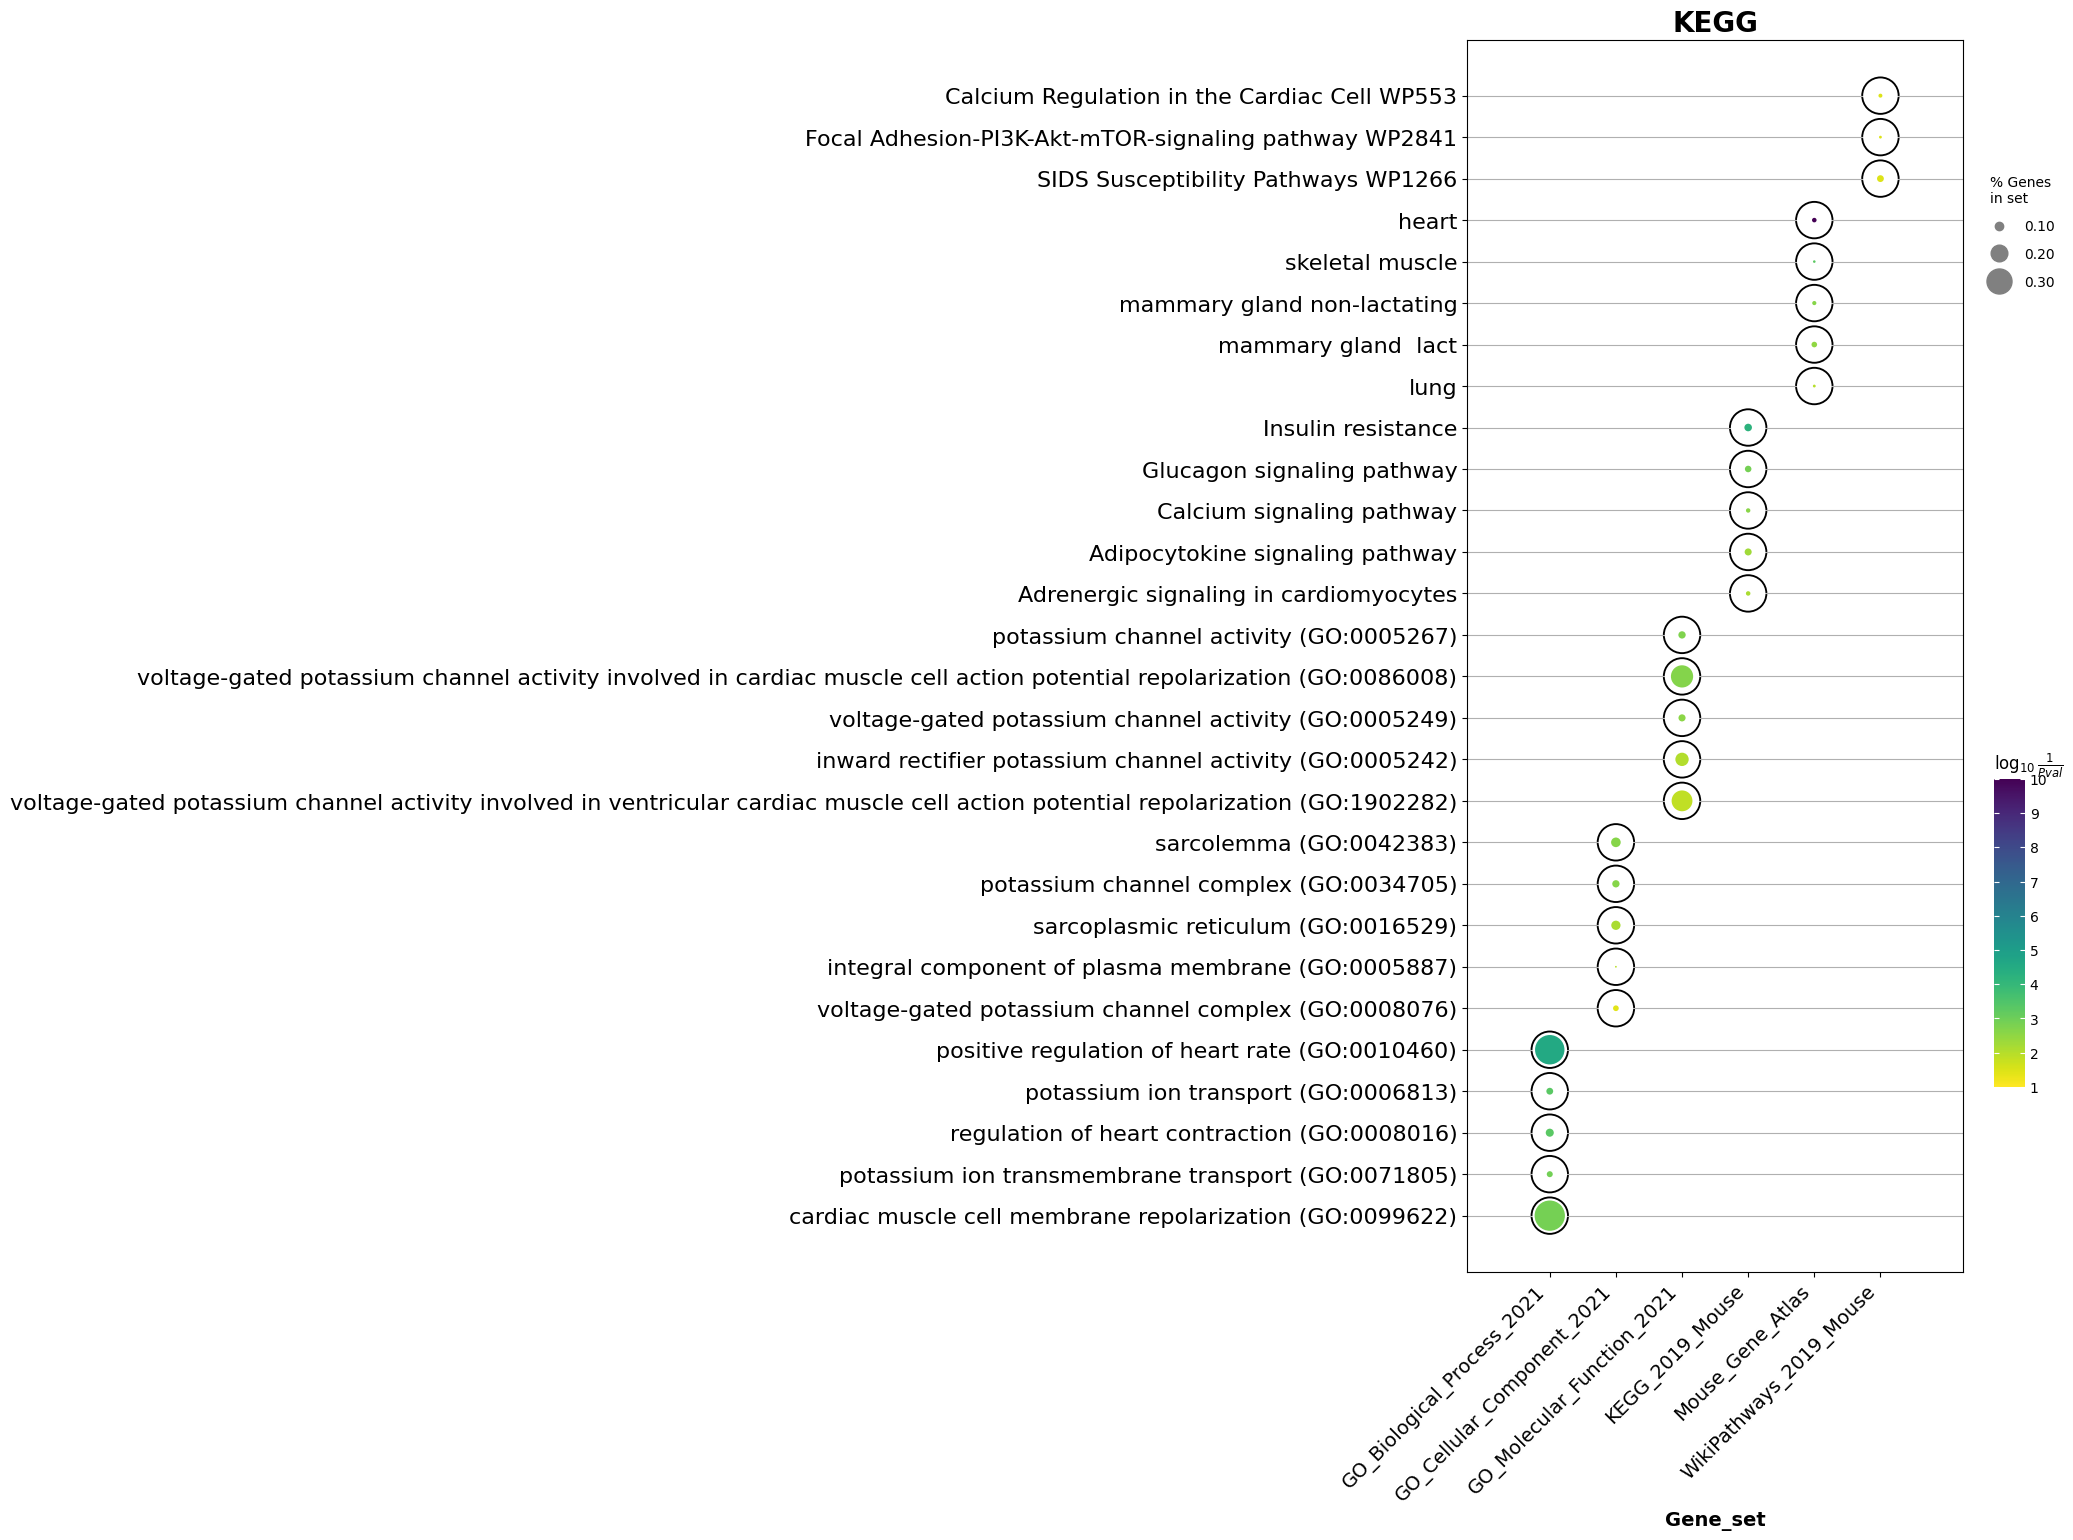 KEGG
Calcium Regulation in the Cardiac Cell WP553
Focal Adhesion-PI3K-Akt-mTOR-signaling pathway WP2841
SIDS Susceptibility Pathways WP1266
heart
skeletal muscle
mammary gland non-lactating
mammary gland  lact
lung
Insulin resistance
Glucagon signaling pathway
Calcium signaling pathway
Adipocytokine signaling pathway
Adrenergic signaling in cardiomyocytes
potassium channel activity (GO:0005267)
voltage-gated potassium channel activity involved in cardiac muscle cell action potential repolarization (GO:0086008)
voltage-gated potassium channel activity (GO:0005249)
inward rectifier potassium channel activity (GO:0005242)
voltage-gated potassium channel activity involved in ventricular cardiac muscle cell action potential repolarization (GO:1902282)
sarcolemma (GO:0042383)
potassium channel complex (GO:0034705)
sarcoplasmic reticulum (GO:0016529)
integral component of plasma membrane (GO:0005887)
voltage-gated potassium channel complex (GO:0008076)
positive regulation of heart rate (GO:0010460)
potassium ion transport (GO:0006813)
regulation of heart contraction (GO:0008016)
potassium ion transmembrane transport (GO:0071805)
cardiac muscle cell membrane repolarization (GO:0099622)
GO_Biological_Process_2021
GO_Cellular_Component_2021
GO_Molecular_Function_2021
KEGG_2019_Mouse
Mouse_Gene_Atlas
WikiPathways_2019_Mouse
Gene_set
% Genes
in set
0.10
0.20
0.30
log10 1/Pval
10
9
8
7
6
5
4
3
2
1